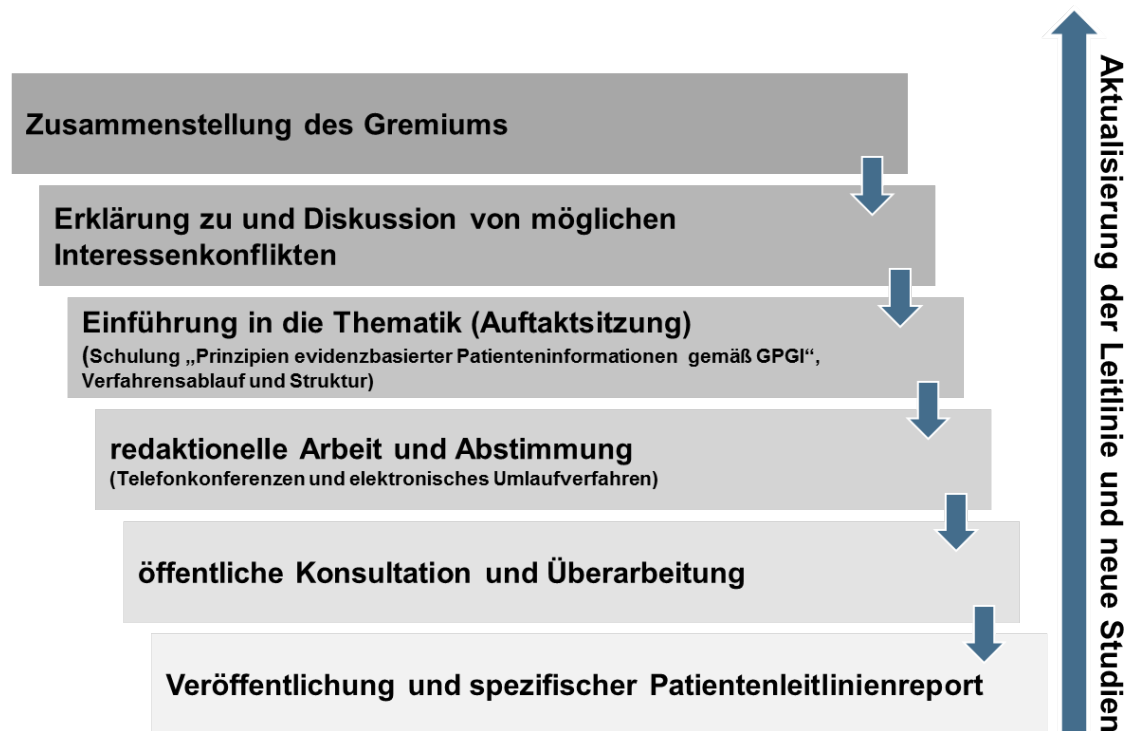 Zusammenstellung des Gremiums
Erklärung zu und Diskussion von möglichen
Interessenkonflikten
Einführung in die Thematik (Auftaktsitzung)
(Schulung „Prinzipien evidenzbasierter Patienteninformationen gemäß GPGI“,
Verfahrensablauf und Struktur)
redaktionelle Arbeit und Abstimmung
(Telefonkonferenzen und elektronisches Umlaufverfahren)
öffentliche Konsultation und Überarbeitung
Veröffentlichung und spezifischer Patientenleitlinienreport
Aktualisierung der Leitlinie und neue Studien